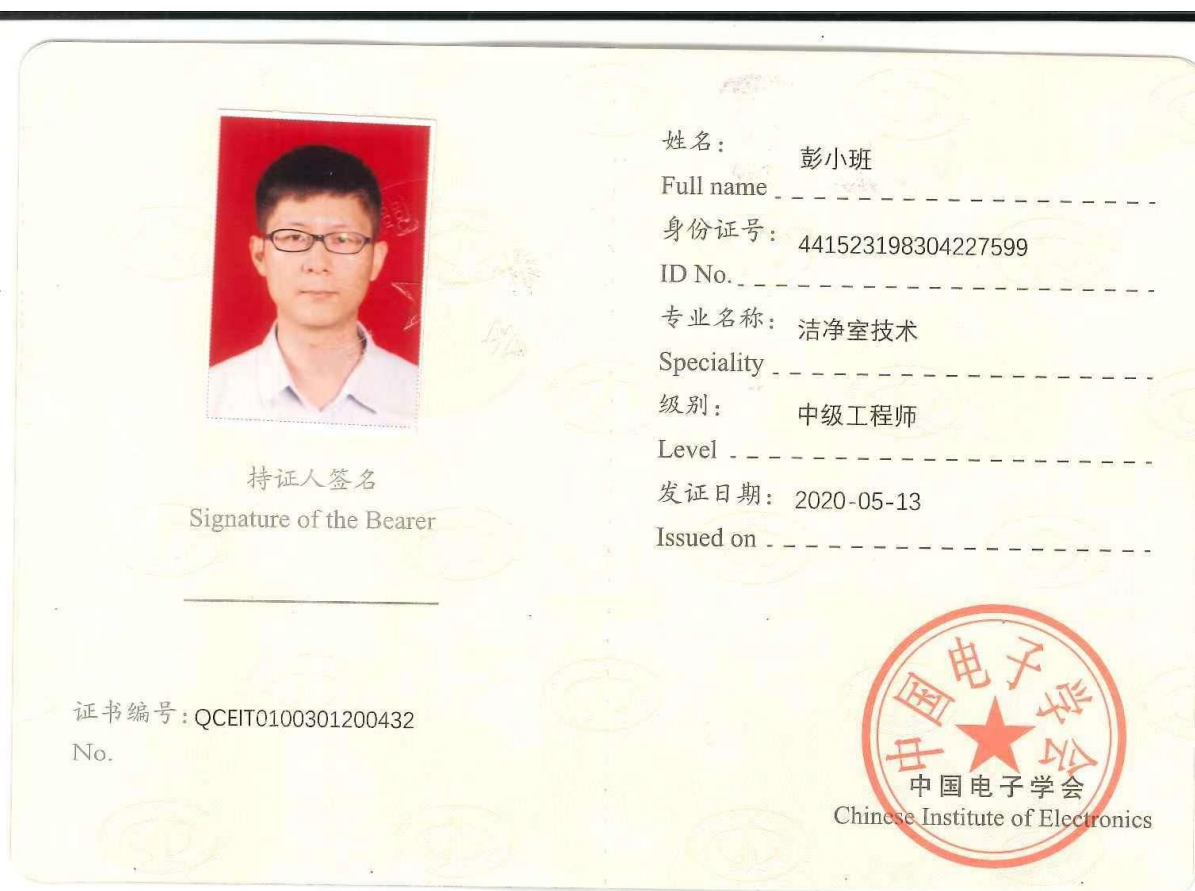 持证人签名
Signature of the Bearer
证书编号:QCEIT0100301200432
No.
姓名: 彭小班
Full name
身份证号: 441523198304227599
ID No.
专业名称: 洁净室技术
Speciality
级别: 中级工程师
Level
发证日期: 2020-05-13
Issued on
中国电子学会
中国电子学会
Chinese Institute of Electronics